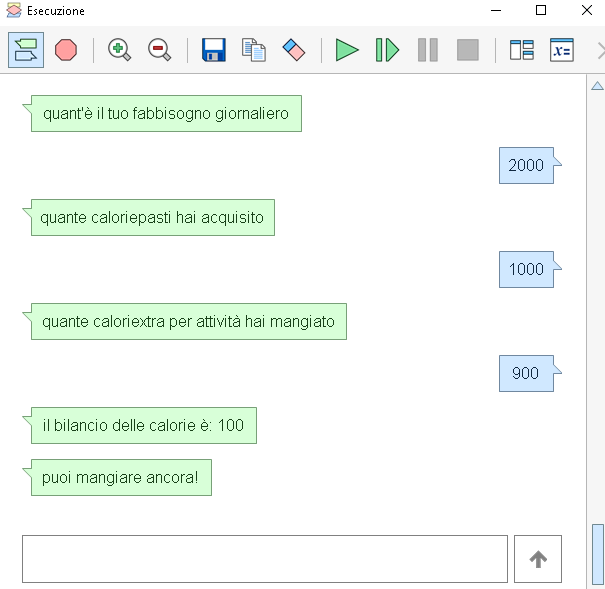 Esecuzione
x=
quant'è il tuo fabbisogno giornaliero
2000
quante caloriepasti hai acquisito
1000
quante caloriextra per attività hai mangiato
900
il bilancio delle calorie è: 100
puoi mangiare ancora!